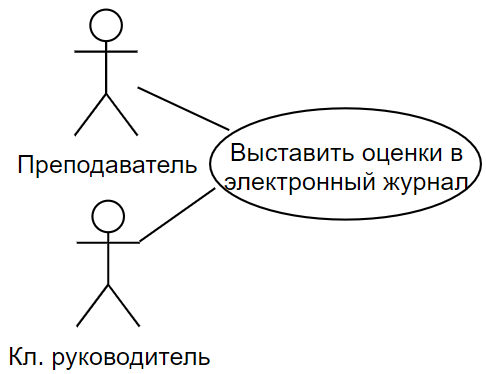 Преподаватель
Выставить оценки в
электронный журнал
Кл. руководитель